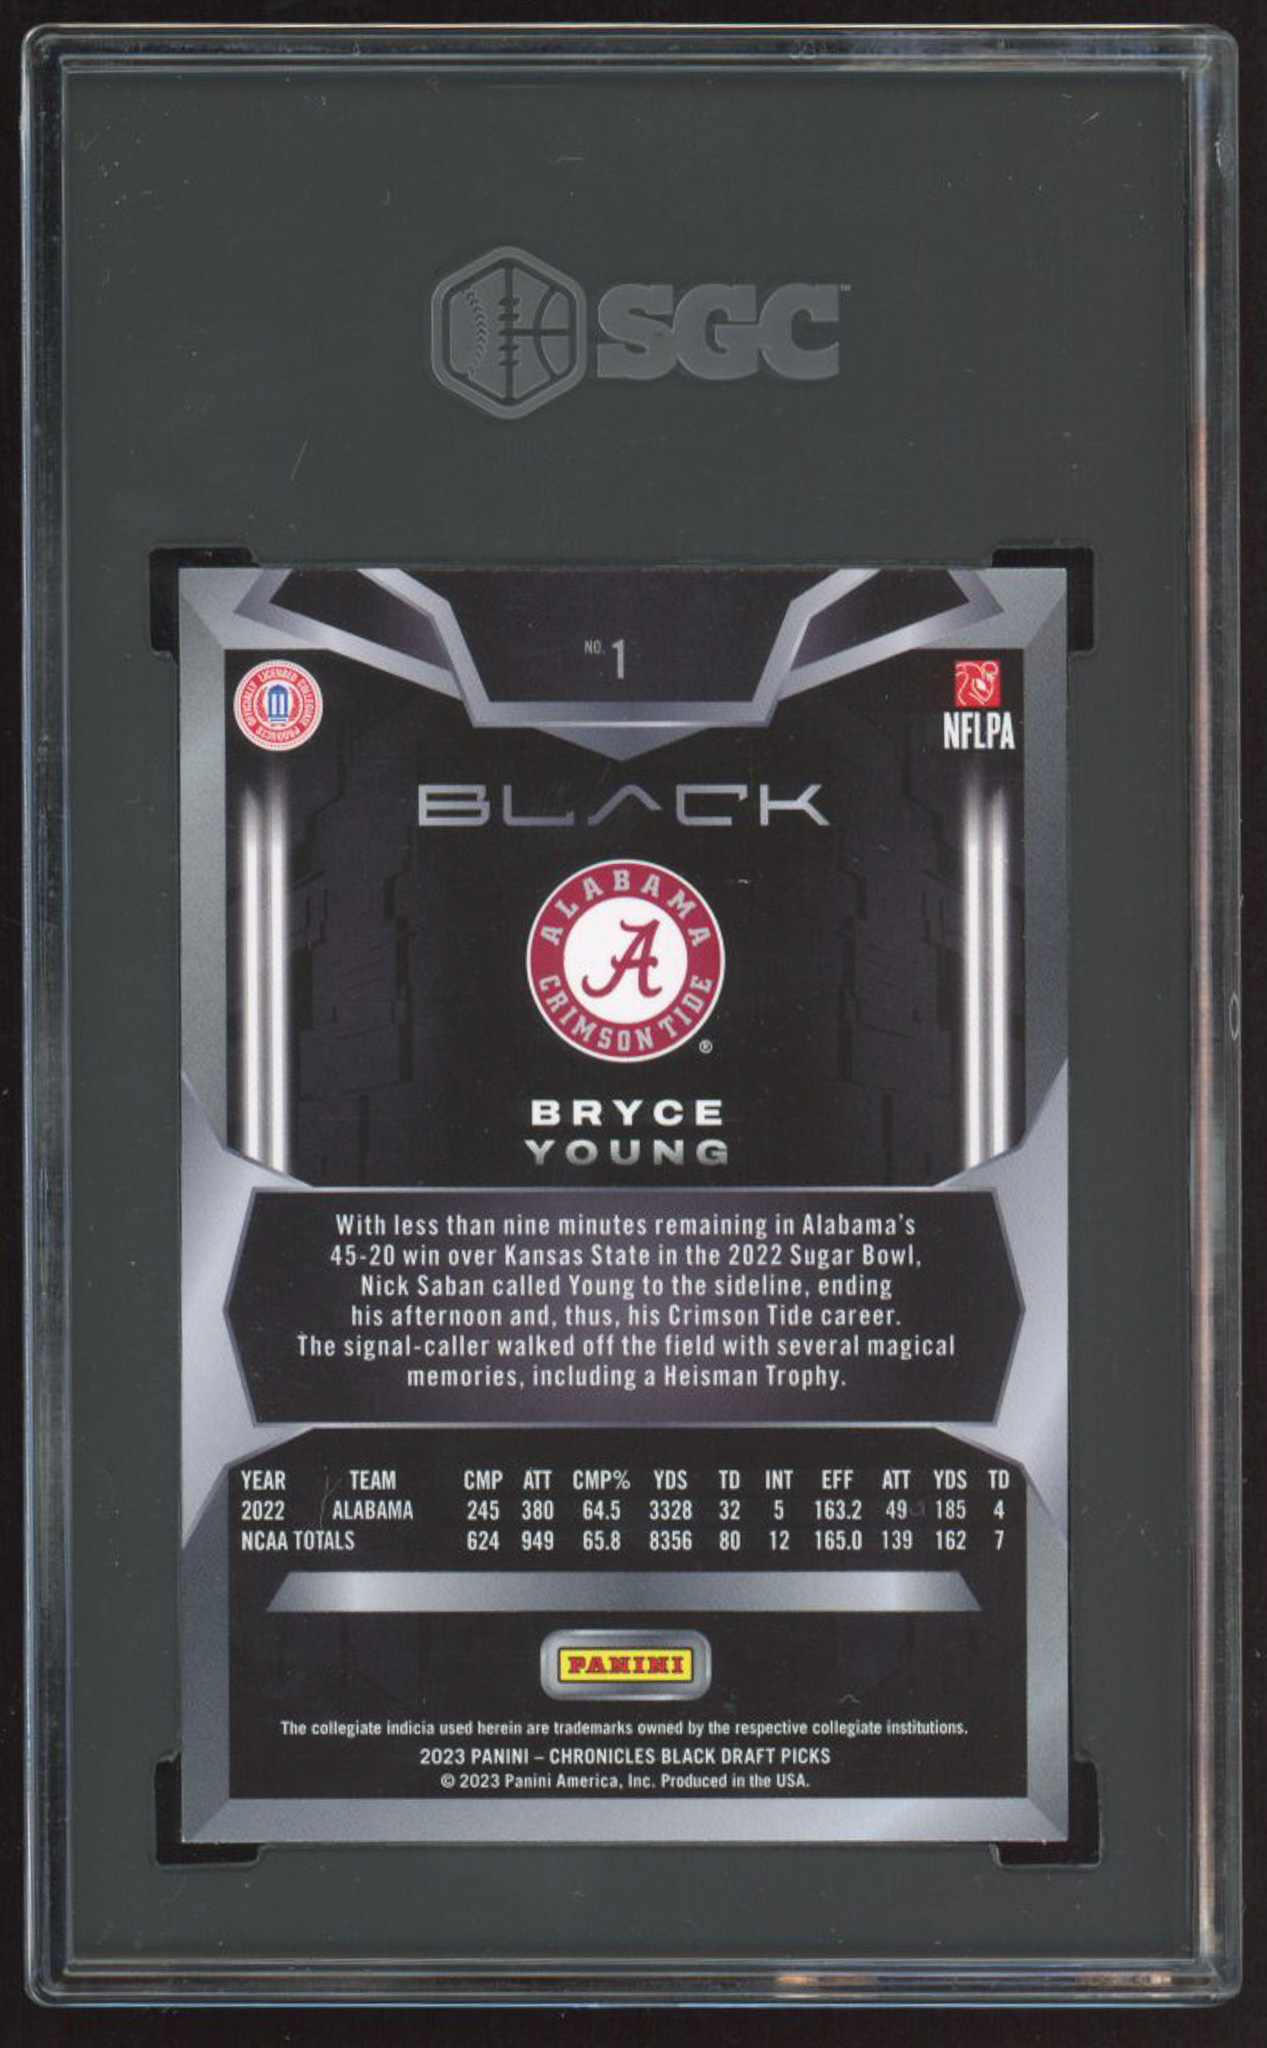 SGC™
NO. 1
OFFICIALLY LICENSED COLLEGIATE PRODUCTS
NFLPA
BLACK
ALABAMA
A
CRIMSON TIDE
®
BRYCE
YOUNG
With less than nine minutes remaining in Alabama's
45-20 win over Kansas State in the 2022 Sugar Bowl,
Nick Saban called Young to the sideline, ending
his afternoon and, thus, his Crimson Tide career.
The signal-caller walked off the field with several magical
memories, including a Heisman Trophy.
YEAR TEAM CMP ATT CMP% YDS TD INT EFF ATT YDS TD
2022 ALABAMA 245 380 64.5 3328 32 5 163.2 49 185 4
NCAA TOTALS 624 949 65.8 8356 80 12 165.0 139 162 7
PANINI
The collegiate indicia used herein are trademarks owned by the respective collegiate institutions.
2023 PANINI – CHRONICLES BLACK DRAFT PICKS
© 2023 Panini America, Inc. Produced in the USA.